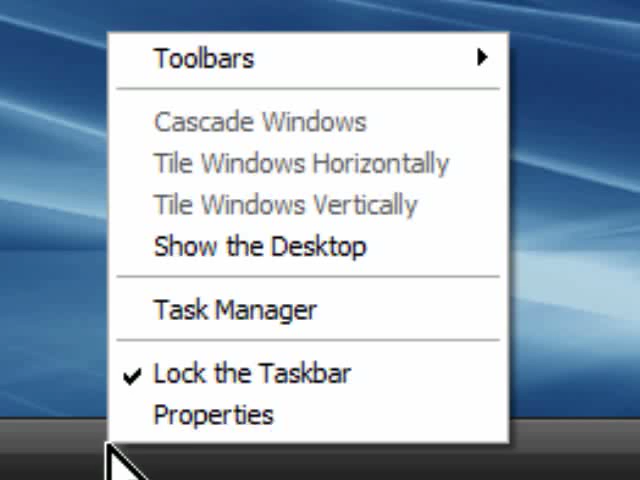 Toolbars
Cascade Windows
Tile Windows Horizontally
Tile Windows Vertically
Show the Desktop
Task Manager
Lock the Taskbar
Properties